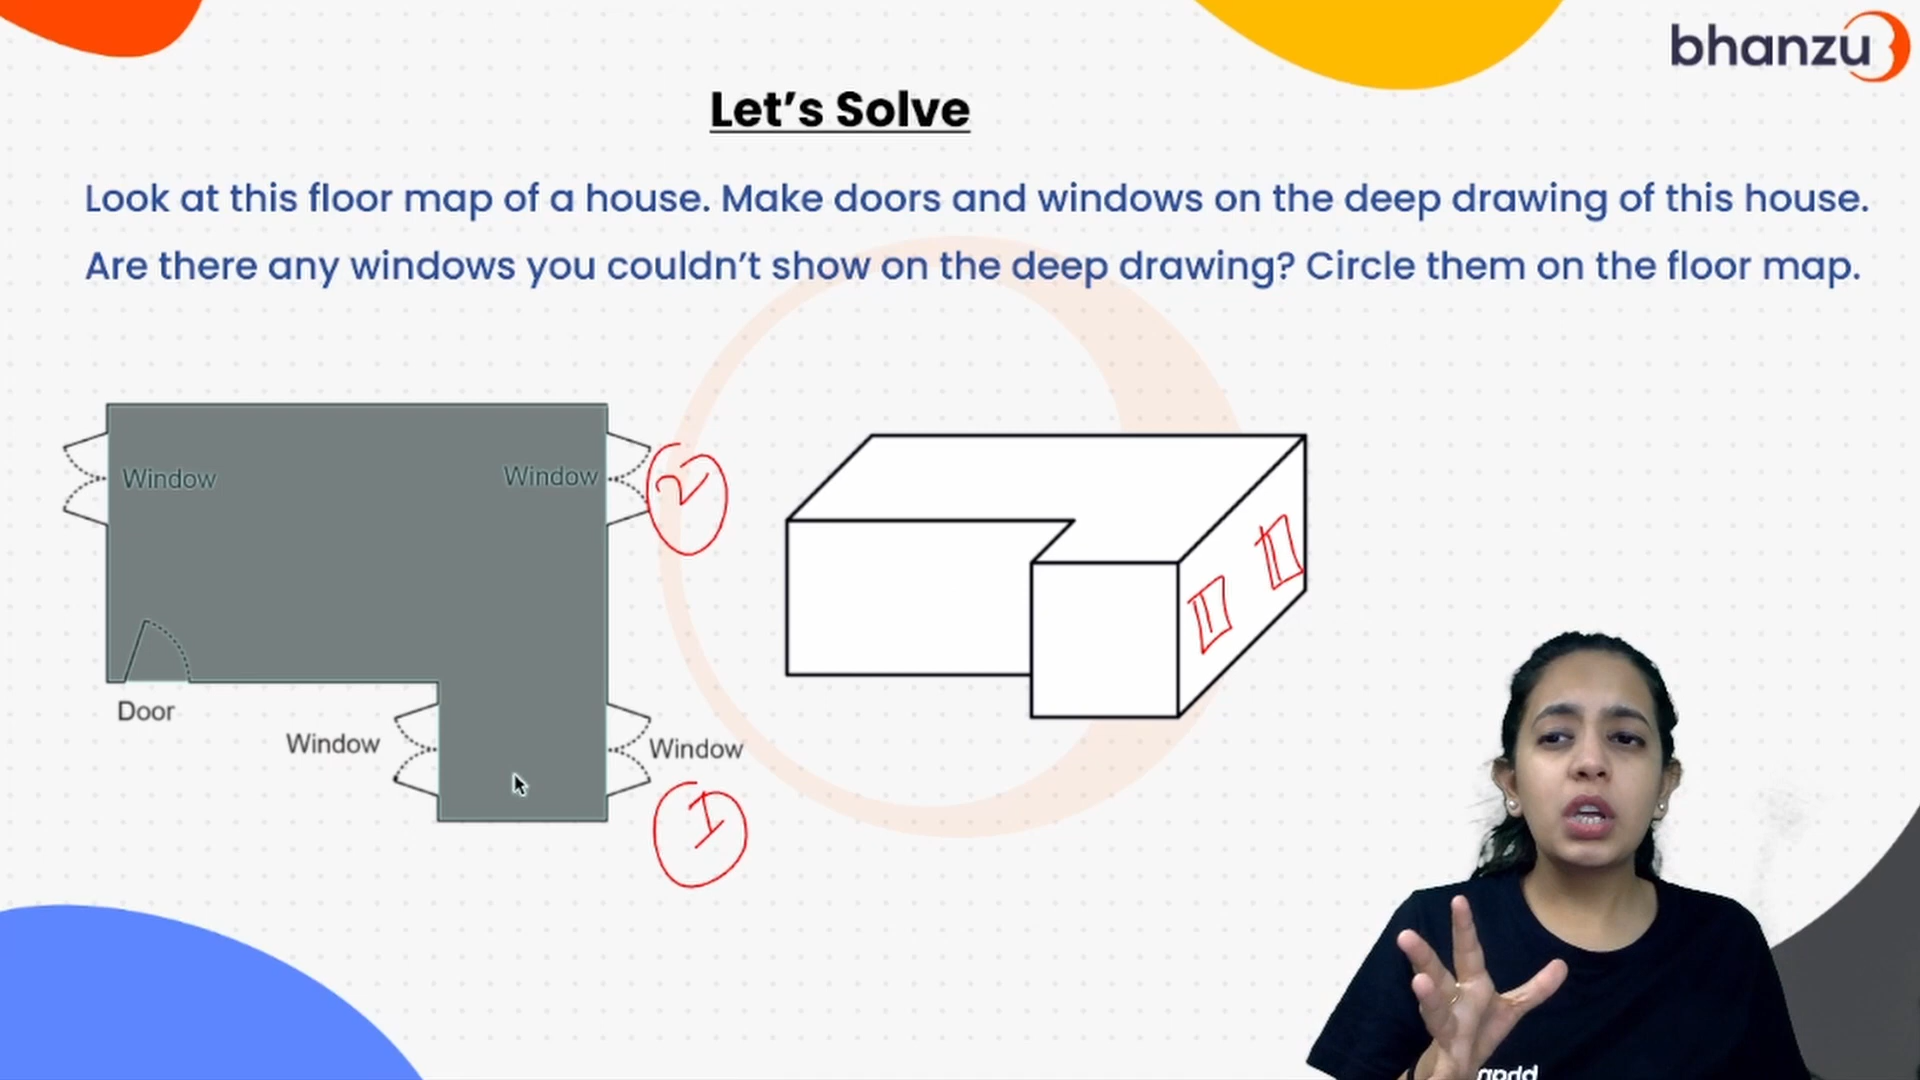 bhanzu
Let's Solve
Look at this floor map of a house. Make doors and windows on the deep drawing of this house.
Are there any windows you couldn't show on the deep drawing? Circle them on the floor map.
Window
Window
2
Door
Window
Window
1